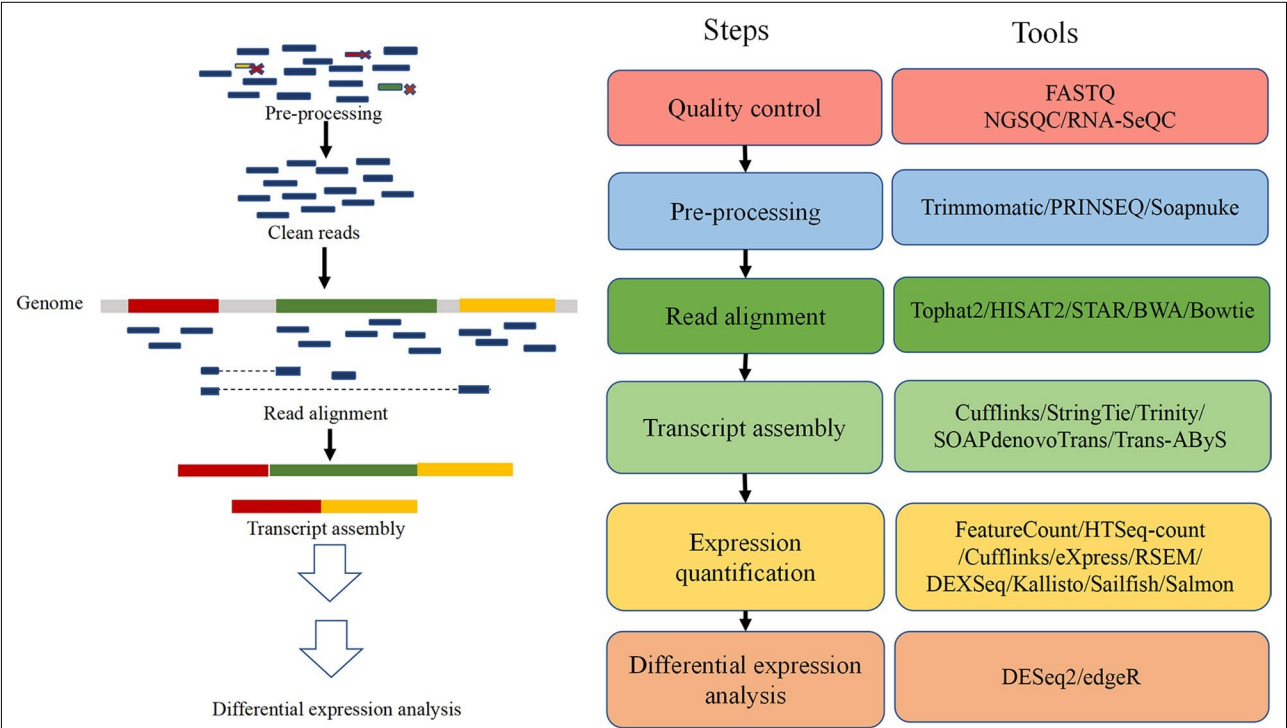 Pre-processing
Clean reads
Genome
Read alignment
Transcript assembly
Differential expression analysis
Steps
Tools
Quality control
FASTQ
NGSQC/RNA-SeQC
Pre-processing
Trimmomatic/PRINSEQ/Soapnuke
Read alignment
Tophat2/HISAT2/STAR/BWA/Bowtie
Transcript assembly
Cufflinks/StringTie/Trinity/
SOAPdenovoTrans/Trans-AByS
Expression
quantification
FeatureCount/HTSeq-count
/Cufflinks/eXpress/RSEM/
DEXSeq/Kallisto/Sailfish/Salmon
Differential expression
analysis
DESeq2/edgeR